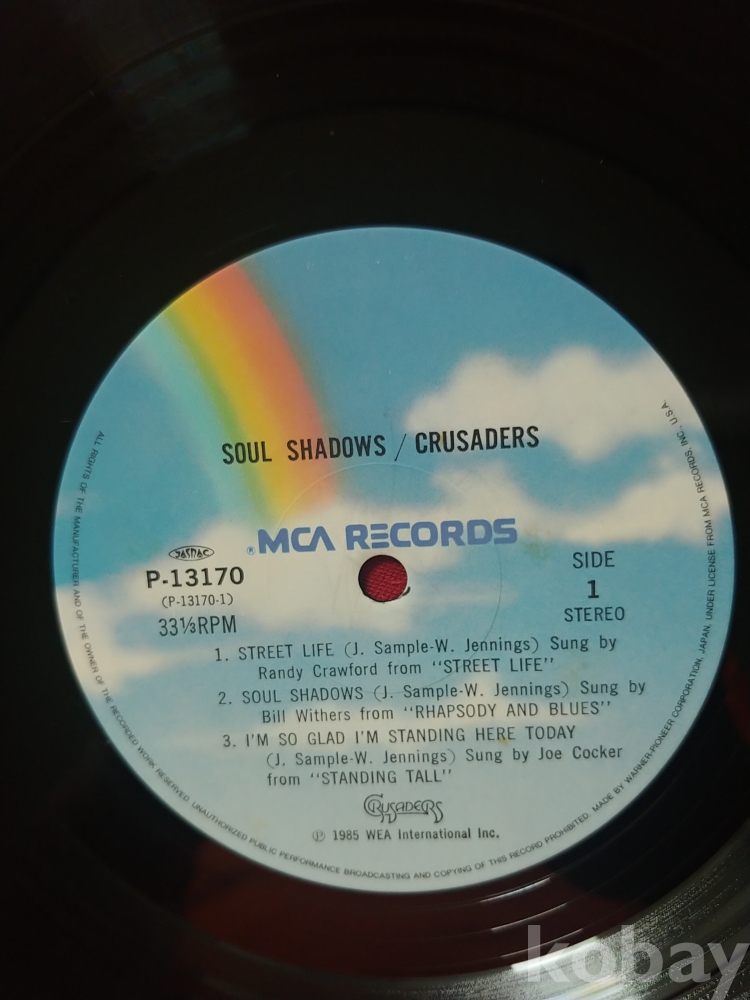 SOUL SHADOWS / CRUSADERS
® MCA RECORDS
JASRAC
P-13170
(P-13170-1)
33⅓RPM
SIDE
1
STEREO
1. STREET LIFE (J. Sample-W. Jennings) Sung by
Randy Crawford from "STREET LIFE"
2. SOUL SHADOWS (J. Sample-W. Jennings) Sung by
Bill Withers from "RHAPSODY AND BLUES"
3. I'M SO GLAD I'M STANDING HERE TODAY
(J. Sample-W. Jennings) Sung by Joe Cocker
from "STANDING TALL"
CRUSADERS
℗ 1985 WEA International Inc.
ALL RIGHTS OF THE MANUFACTURER AND OF THE OWNER OF THE RECORDED WORK RESERVED. UNAUTHORIZED PUBLIC PERFORMANCE BROADCASTING AND COPYING OF THIS RECORD PROHIBITED. MADE BY WARNER-PIONEER CORPORATION, JAPAN, UNDER LICENSE FROM MCA RECORDS, INC., U.S.A.
kobay